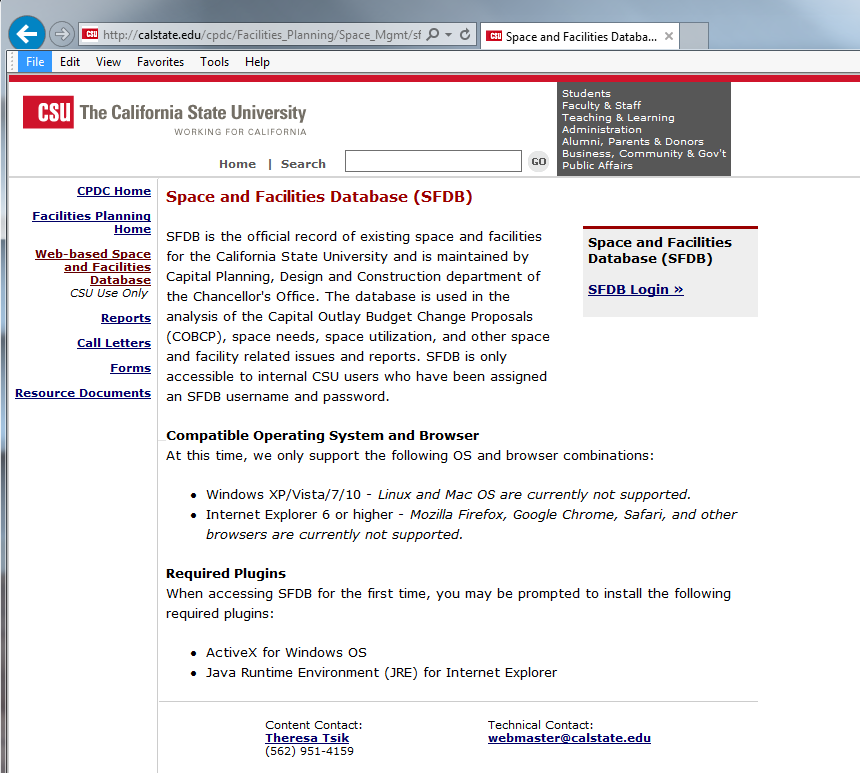 CSU http://calstate.edu/cpdc/Facilities_Planning/Space_Mgmt/sf
CSU Space and Facilities Databa...
File Edit View Favorites Tools Help
CSU The California State University
WORKING FOR CALIFORNIA
Home | Search GO
Students
Faculty & Staff
Teaching & Learning
Administration
Alumni, Parents & Donors
Business, Community & Gov't
Public Affairs
CPDC Home
Facilities Planning
Home
Web-based Space
and Facilities
Database
CSU Use Only
Reports
Call Letters
Forms
Resource Documents
Space and Facilities Database (SFDB)
SFDB is the official record of existing space and facilities
for the California State University and is maintained by
Capital Planning, Design and Construction department of
the Chancellor's Office. The database is used in the
analysis of the Capital Outlay Budget Change Proposals
(COBCP), space needs, space utilization, and other space
and facility related issues and reports. SFDB is only
accessible to internal CSU users who have been assigned
an SFDB username and password.
Space and Facilities
Database (SFDB)
SFDB Login »
Compatible Operating System and Browser
At this time, we only support the following OS and browser combinations:
• Windows XP/Vista/7/10 - Linux and Mac OS are currently not supported.
• Internet Explorer 6 or higher - Mozilla Firefox, Google Chrome, Safari, and other
browsers are currently not supported.
Required Plugins
When accessing SFDB for the first time, you may be prompted to install the following
required plugins:
• ActiveX for Windows OS
• Java Runtime Environment (JRE) for Internet Explorer
Content Contact:
Theresa Tsik
(562) 951-4159
Technical Contact:
webmaster@calstate.edu